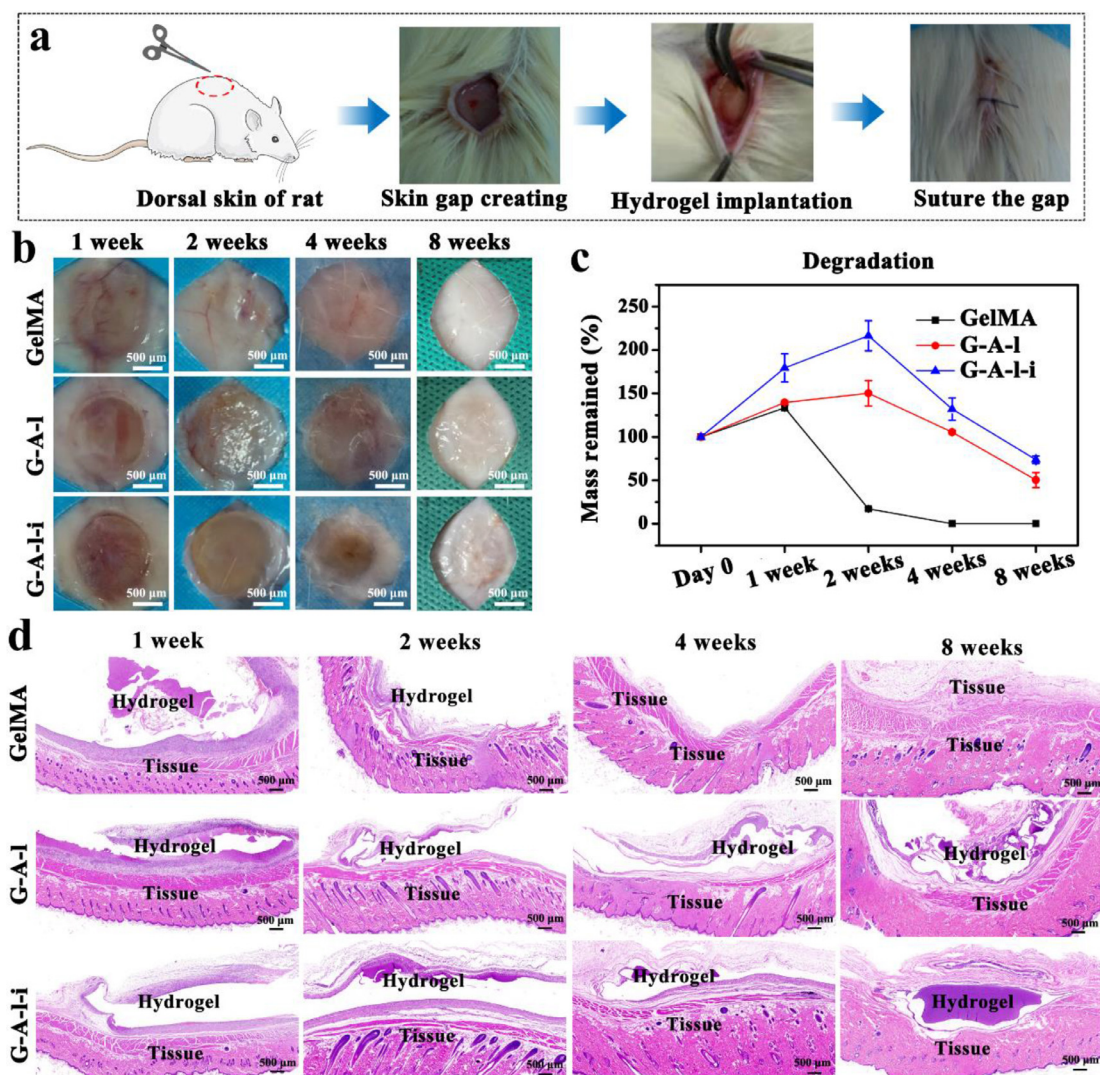 a
Dorsal skin of rat
Skin gap creating
Hydrogel implantation
Suture the gap
b
1 week 2 weeks 4 weeks 8 weeks
GelMA
500 μm 500 μm 500 μm 500 μm
G-A-l
500 μm 500 μm 500 μm 500 μm
G-A-l-i
500 μm 500 μm 500 μm 500 μm
c
Degradation
Mass remained (%)
250
225
200
175
150
125
100
75
50
25
0
GelMA
G-A-l
G-A-l-i
Day 0 1 week 2 weeks 4 weeks 8 weeks
d
1 week 2 weeks 4 weeks 8 weeks
GelMA
Hydrogel Hydrogel Tissue Tissue
Tissue Tissue Tissue Tissue
500 μm 500 μm 500 μm 500 μm
G-A-l
Hydrogel Hydrogel Hydrogel Hydrogel
Tissue Tissue Tissue Tissue
500 μm 500 μm 500 μm 500 μm
G-A-l-i
Hydrogel Hydrogel Hydrogel Hydrogel
Tissue Tissue Tissue Tissue
500 μm 500 μm 500 μm 500 μm